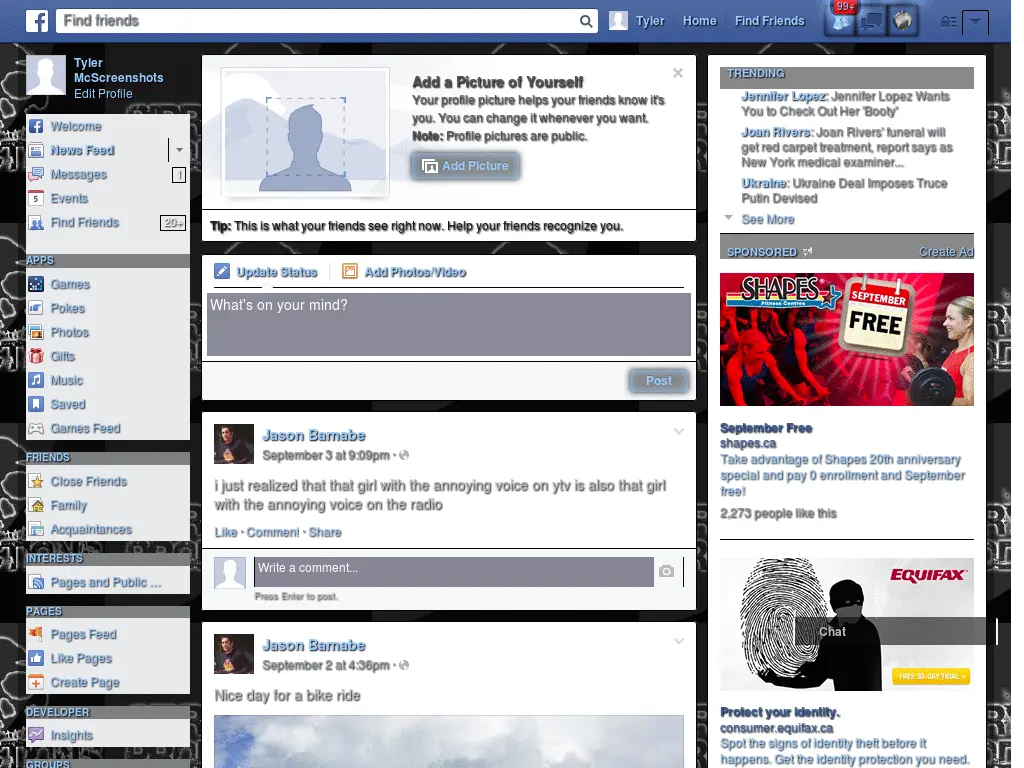 Find friends
Tyler
Home
Find Friends
99+
Tyler
McScreenshots
Edit Profile
Welcome
News Feed
Messages
1
Events
Find Friends
20+
APPS
Games
Pokes
Photos
Gifts
Music
Saved
Games Feed
FRIENDS
Close Friends
Family
Acquaintances
INTERESTS
Pages and Public ...
PAGES
Pages Feed
Like Pages
Create Page
DEVELOPER
Insights
GROUPS
Add a Picture of Yourself
Your profile picture helps your friends know it's
you. You can change it whenever you want.
Note: Profile pictures are public.
Add Picture
Tip: This is what your friends see right now. Help your friends recognize you.
Update Status
Add Photos/Video
What's on your mind?
Post
Jason Barnabe
September 3 at 9:09pm ·
i just realized that that girl with the annoying voice on ytv is also that girl
with the annoying voice on the radio
Like · Comment · Share
Write a comment...
Press Enter to post.
Jason Barnabe
September 2 at 4:36pm ·
Nice day for a bike ride
TRENDING
Jennifer Lopez: Jennifer Lopez Wants
You to Check Out Her 'Booty'
Joan Rivers: Joan Rivers' funeral will
get red carpet treatment, report says as
New York medical examiner...
Ukraine: Ukraine Deal Imposes Truce
Putin Devised
See More
SPONSORED
Create Ad
SHAPES
Fitness Centres
SEPTEMBER
FREE
September Free
shapes.ca
Take advantage of Shapes 20th anniversary
special and pay 0 enrollment and September
free!
2,273 people like this
EQUIFAX
Chat
FREE 30-DAY TRIAL »
Protect your identity.
consumer.equifax.ca
Spot the signs of identity theft before it
happens. Get the identity protection you need.